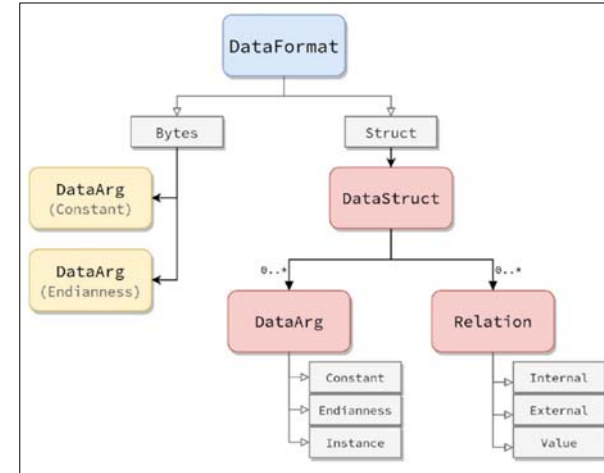 DataFormat
Bytes
Struct
DataArg
(Constant)
DataStruct
DataArg
(Endianness)
0..*
0..*
DataArg
Relation
Constant
Internal
Endianness
External
Instance
Value